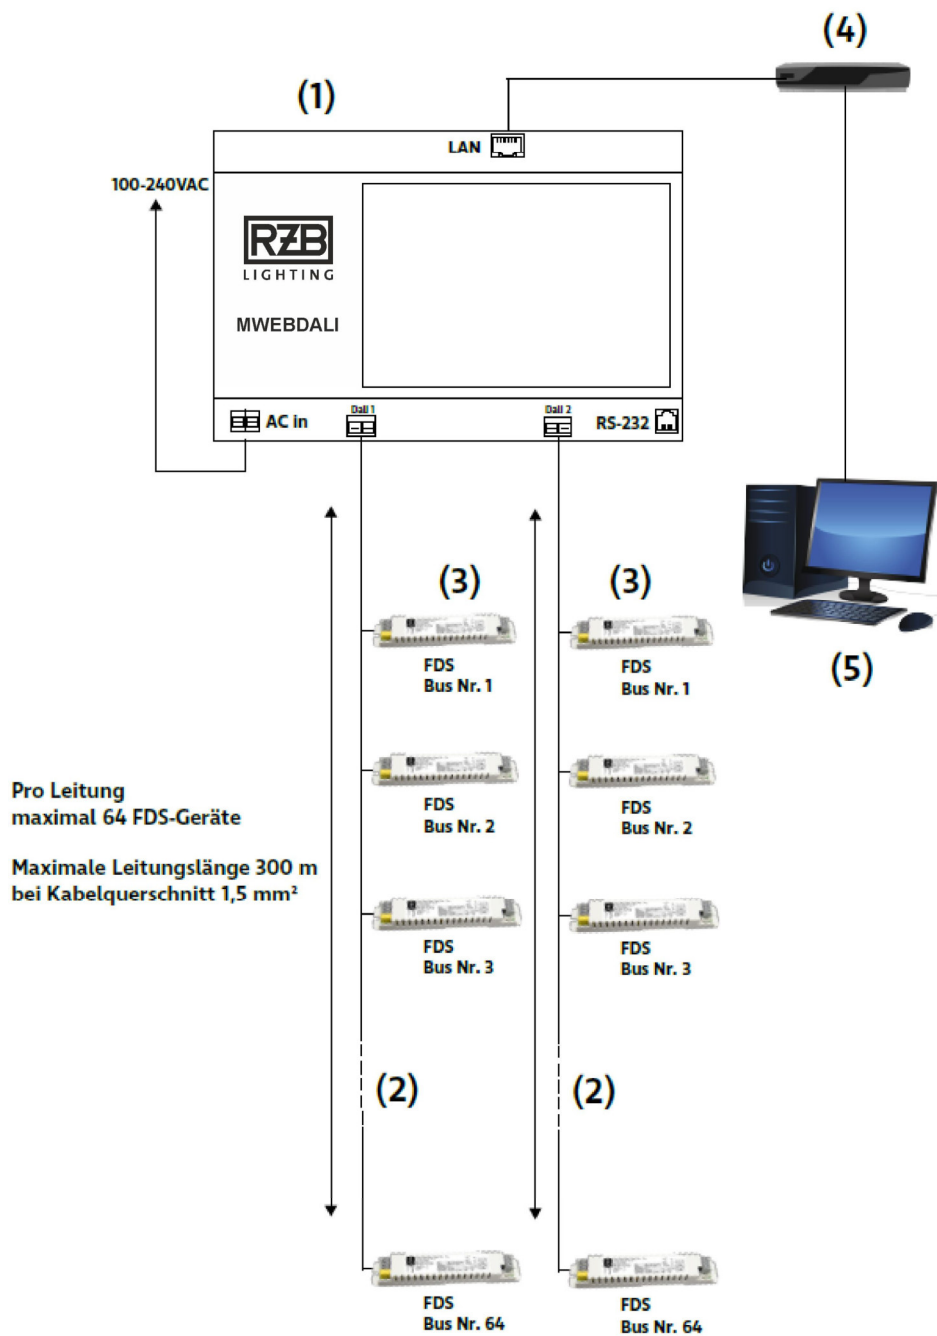 (4)
(1)
LAN
100-240VAC
RZB
LIGHTING
MWEBDALI
AC in
Dali 1
Dali 2
RS-232
(3)
(3)
FDS
Bus Nr. 1
FDS
Bus Nr. 1
(5)
FDS
Bus Nr. 2
FDS
Bus Nr. 2
Pro Leitung
maximal 64 FDS-Geräte
Maximale Leitungslänge 300 m
bei Kabelquerschnitt 1,5 mm²
FDS
Bus Nr. 3
FDS
Bus Nr. 3
(2)
(2)
FDS
Bus Nr. 64
FDS
Bus Nr. 64